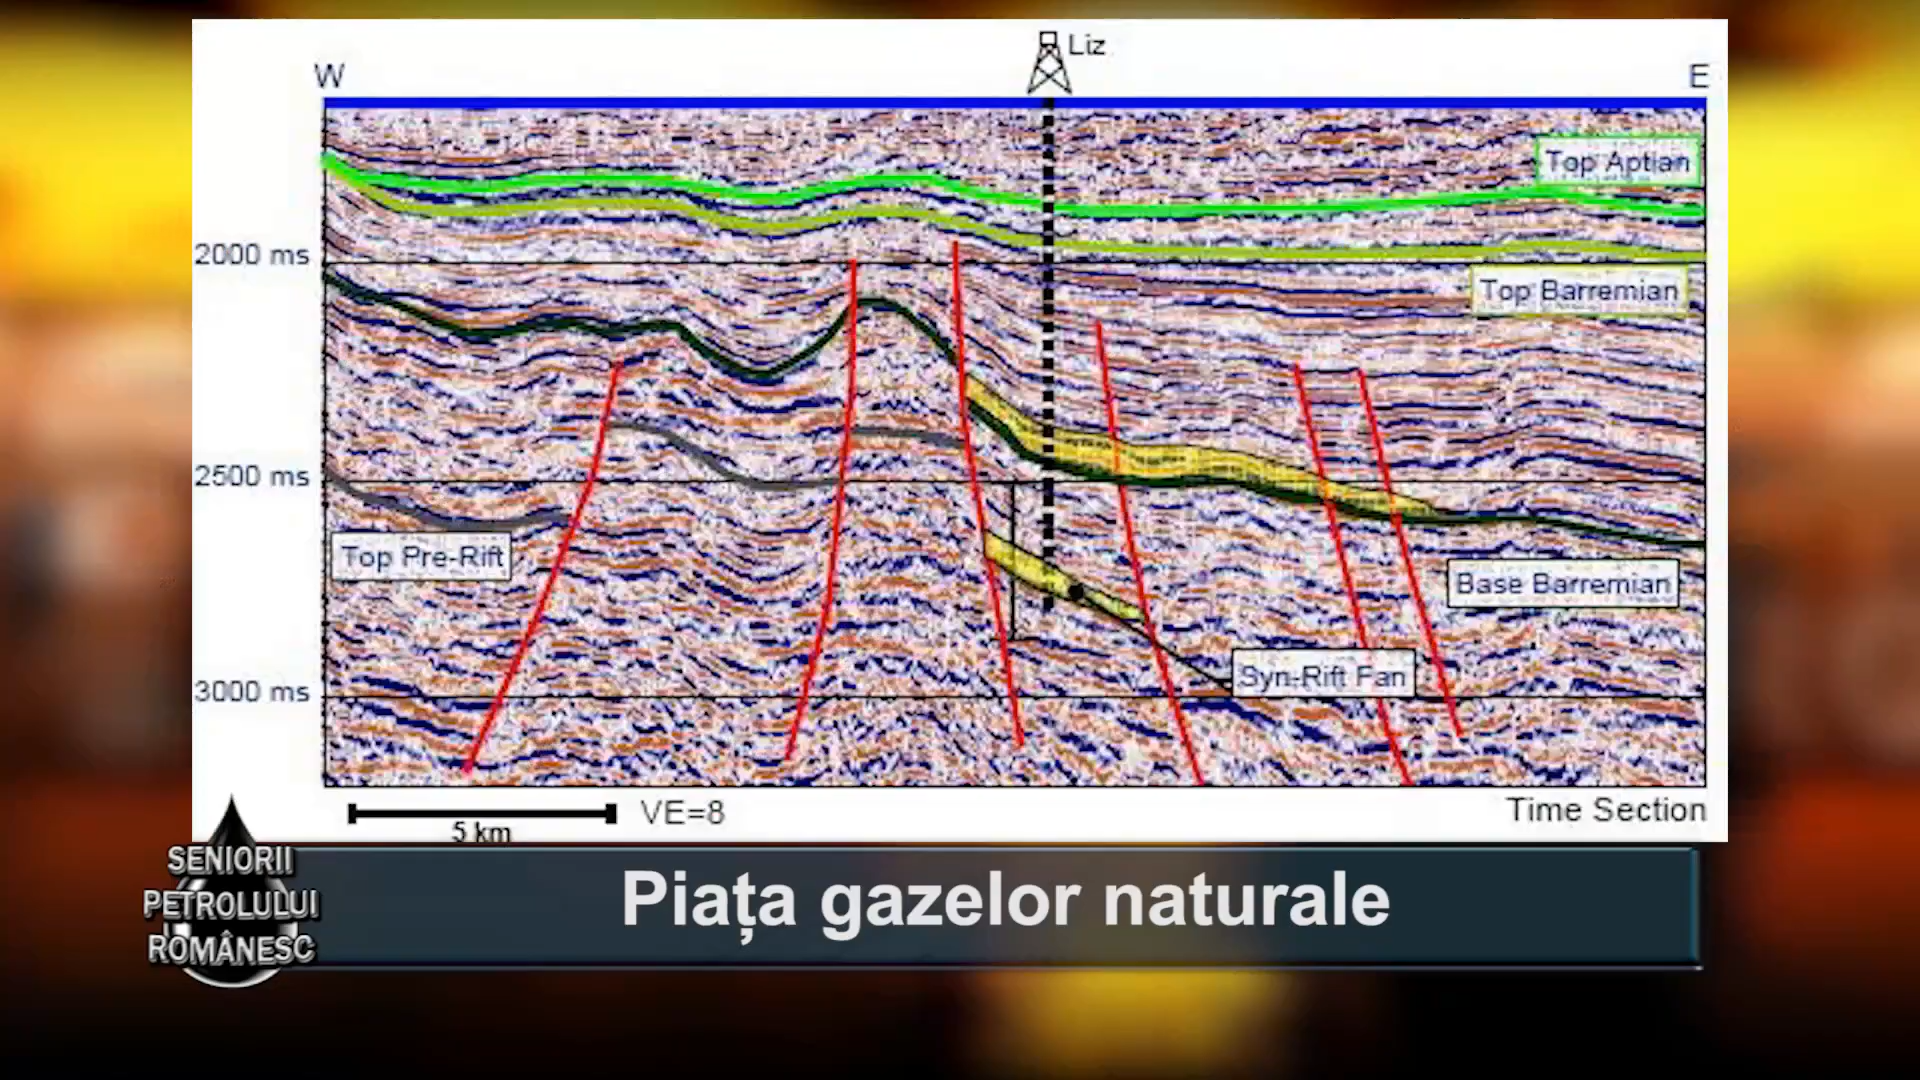 Liz
W
E
Top Aptian
2000 ms
Top Barremian
2500 ms
Top Pre-Rift
Base Barremian
Syn-Rift Fan
3000 ms
5 km
VE=8
Time Section
SENIORII
PETROLULUI
ROMÂNESC
Piața gazelor naturale